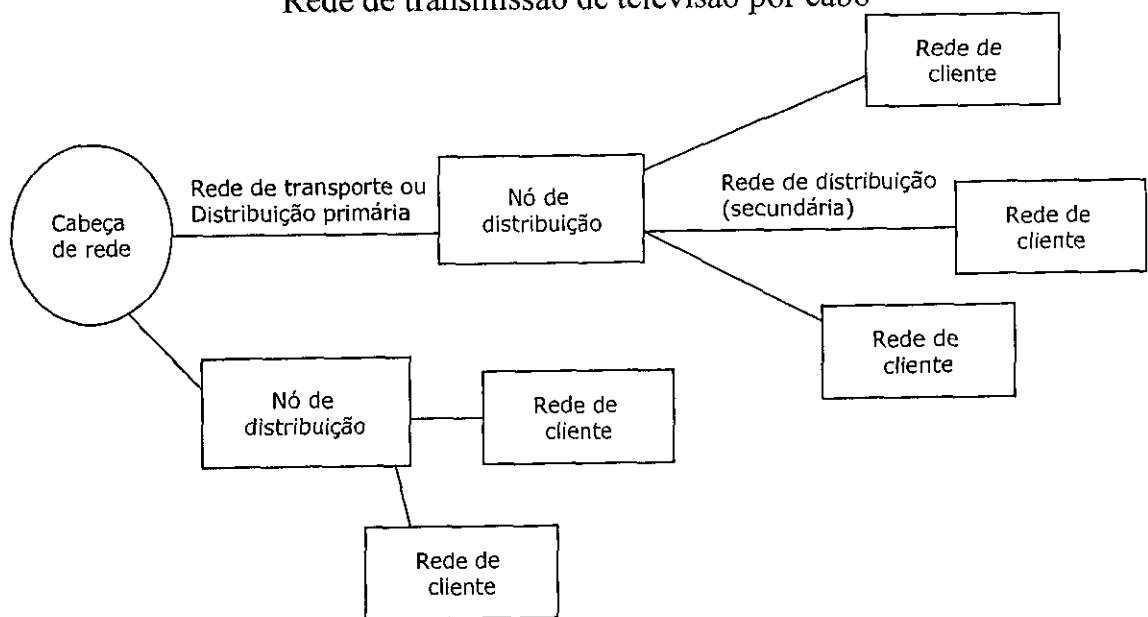 Rede de transmissão de televisão por cabo
Rede de
cliente
Rede de transporte ou
Distribuição primária
Nó de
distribuição
Rede de distribuição
(secundária)
Rede de
cliente
Cabeça
de rede
Rede de
cliente
Nó de
distribuição
Rede de
cliente
Rede de
cliente